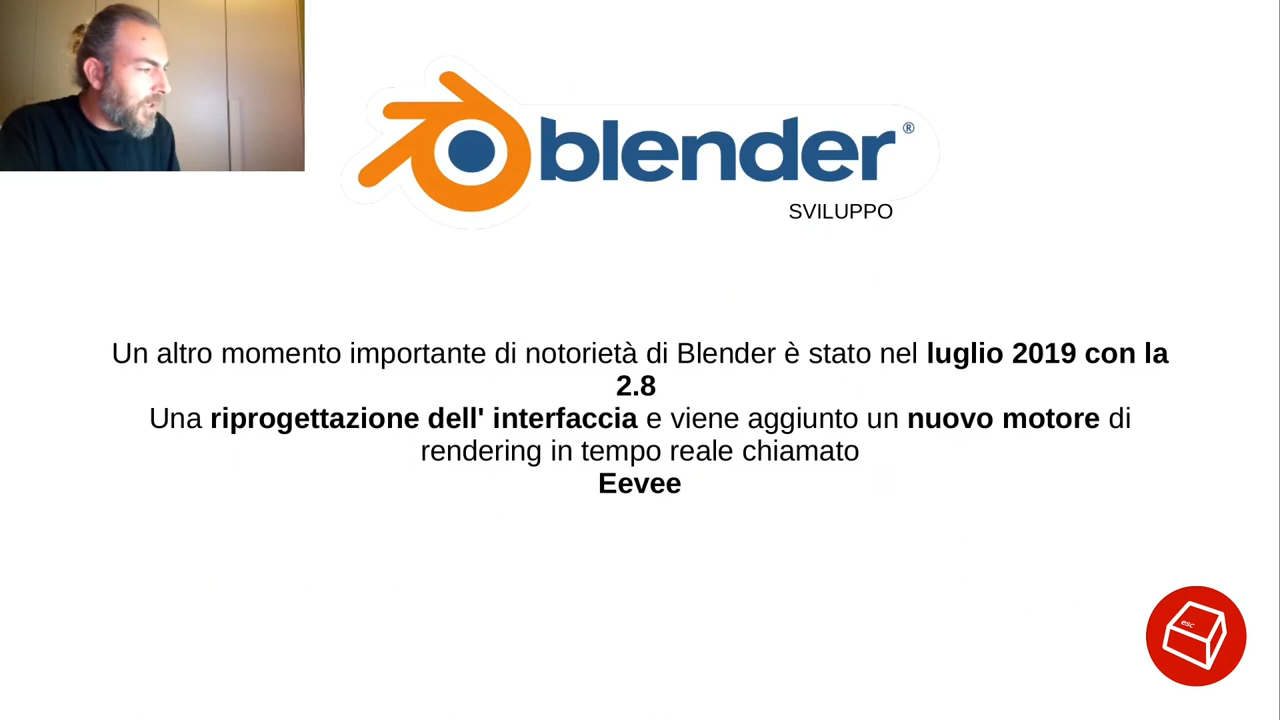 blender®
SVILUPPO
Un altro momento importante di notorietà di Blender è stato nel luglio 2019 con la
2.8
Una riprogettazione dell' interfaccia e viene aggiunto un nuovo motore di
rendering in tempo reale chiamato
Eevee
esc